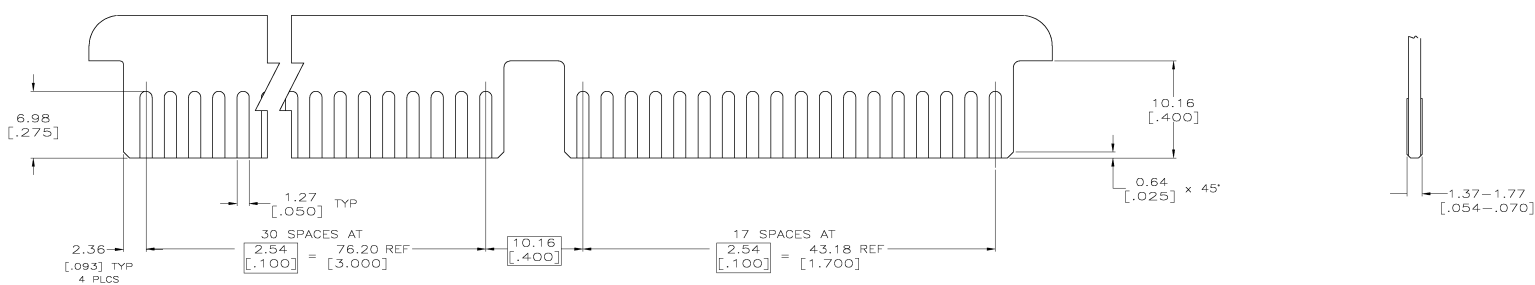 6.98
[.275]
10.16
[.400]
0.64
[.025] x 45°
1.27
[.050] TYP
1.37–1.77
[.054–.070]
2.36
[.093] TYP
4 PLCS
30 SPACES AT
2.54
[.100] = 76.20 REF
[3.000]
10.16
[.400]
17 SPACES AT
2.54
[.100] = 43.18 REF
[1.700]